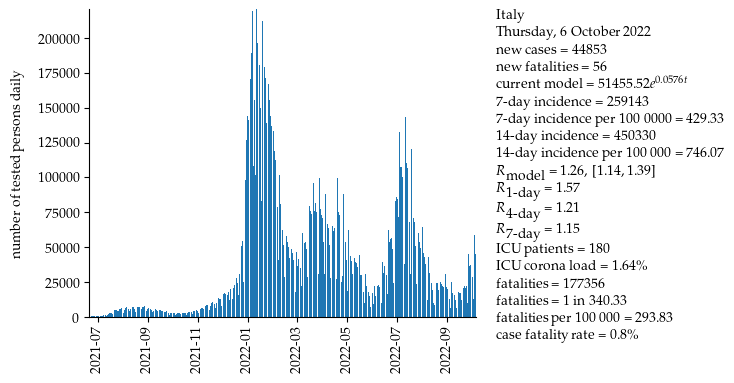 number of tested persons daily
200000
175000
150000
125000
100000
75000
50000
25000
0
2021-07
2021-09
2021-11
2022-01
2022-03
2022-05
2022-07
2022-09
Italy
Thursday, 6 October 2022
new cases = 44853
new fatalities = 56
current model = 51455.52e^0.0576t
7-day incidence = 259143
7-day incidence per 100 0000 = 429.33
14-day incidence = 450330
14-day incidence per 100 000 = 746.07
R_model = 1.26, [1.14, 1.39]
R_1-day = 1.57
R_4-day = 1.21
R_7-day = 1.15
ICU patients = 180
ICU corona load = 1.64%
fatalities = 177356
fatalities = 1 in 340.33
fatalities per 100 000 = 293.83
case fatality rate = 0.8%